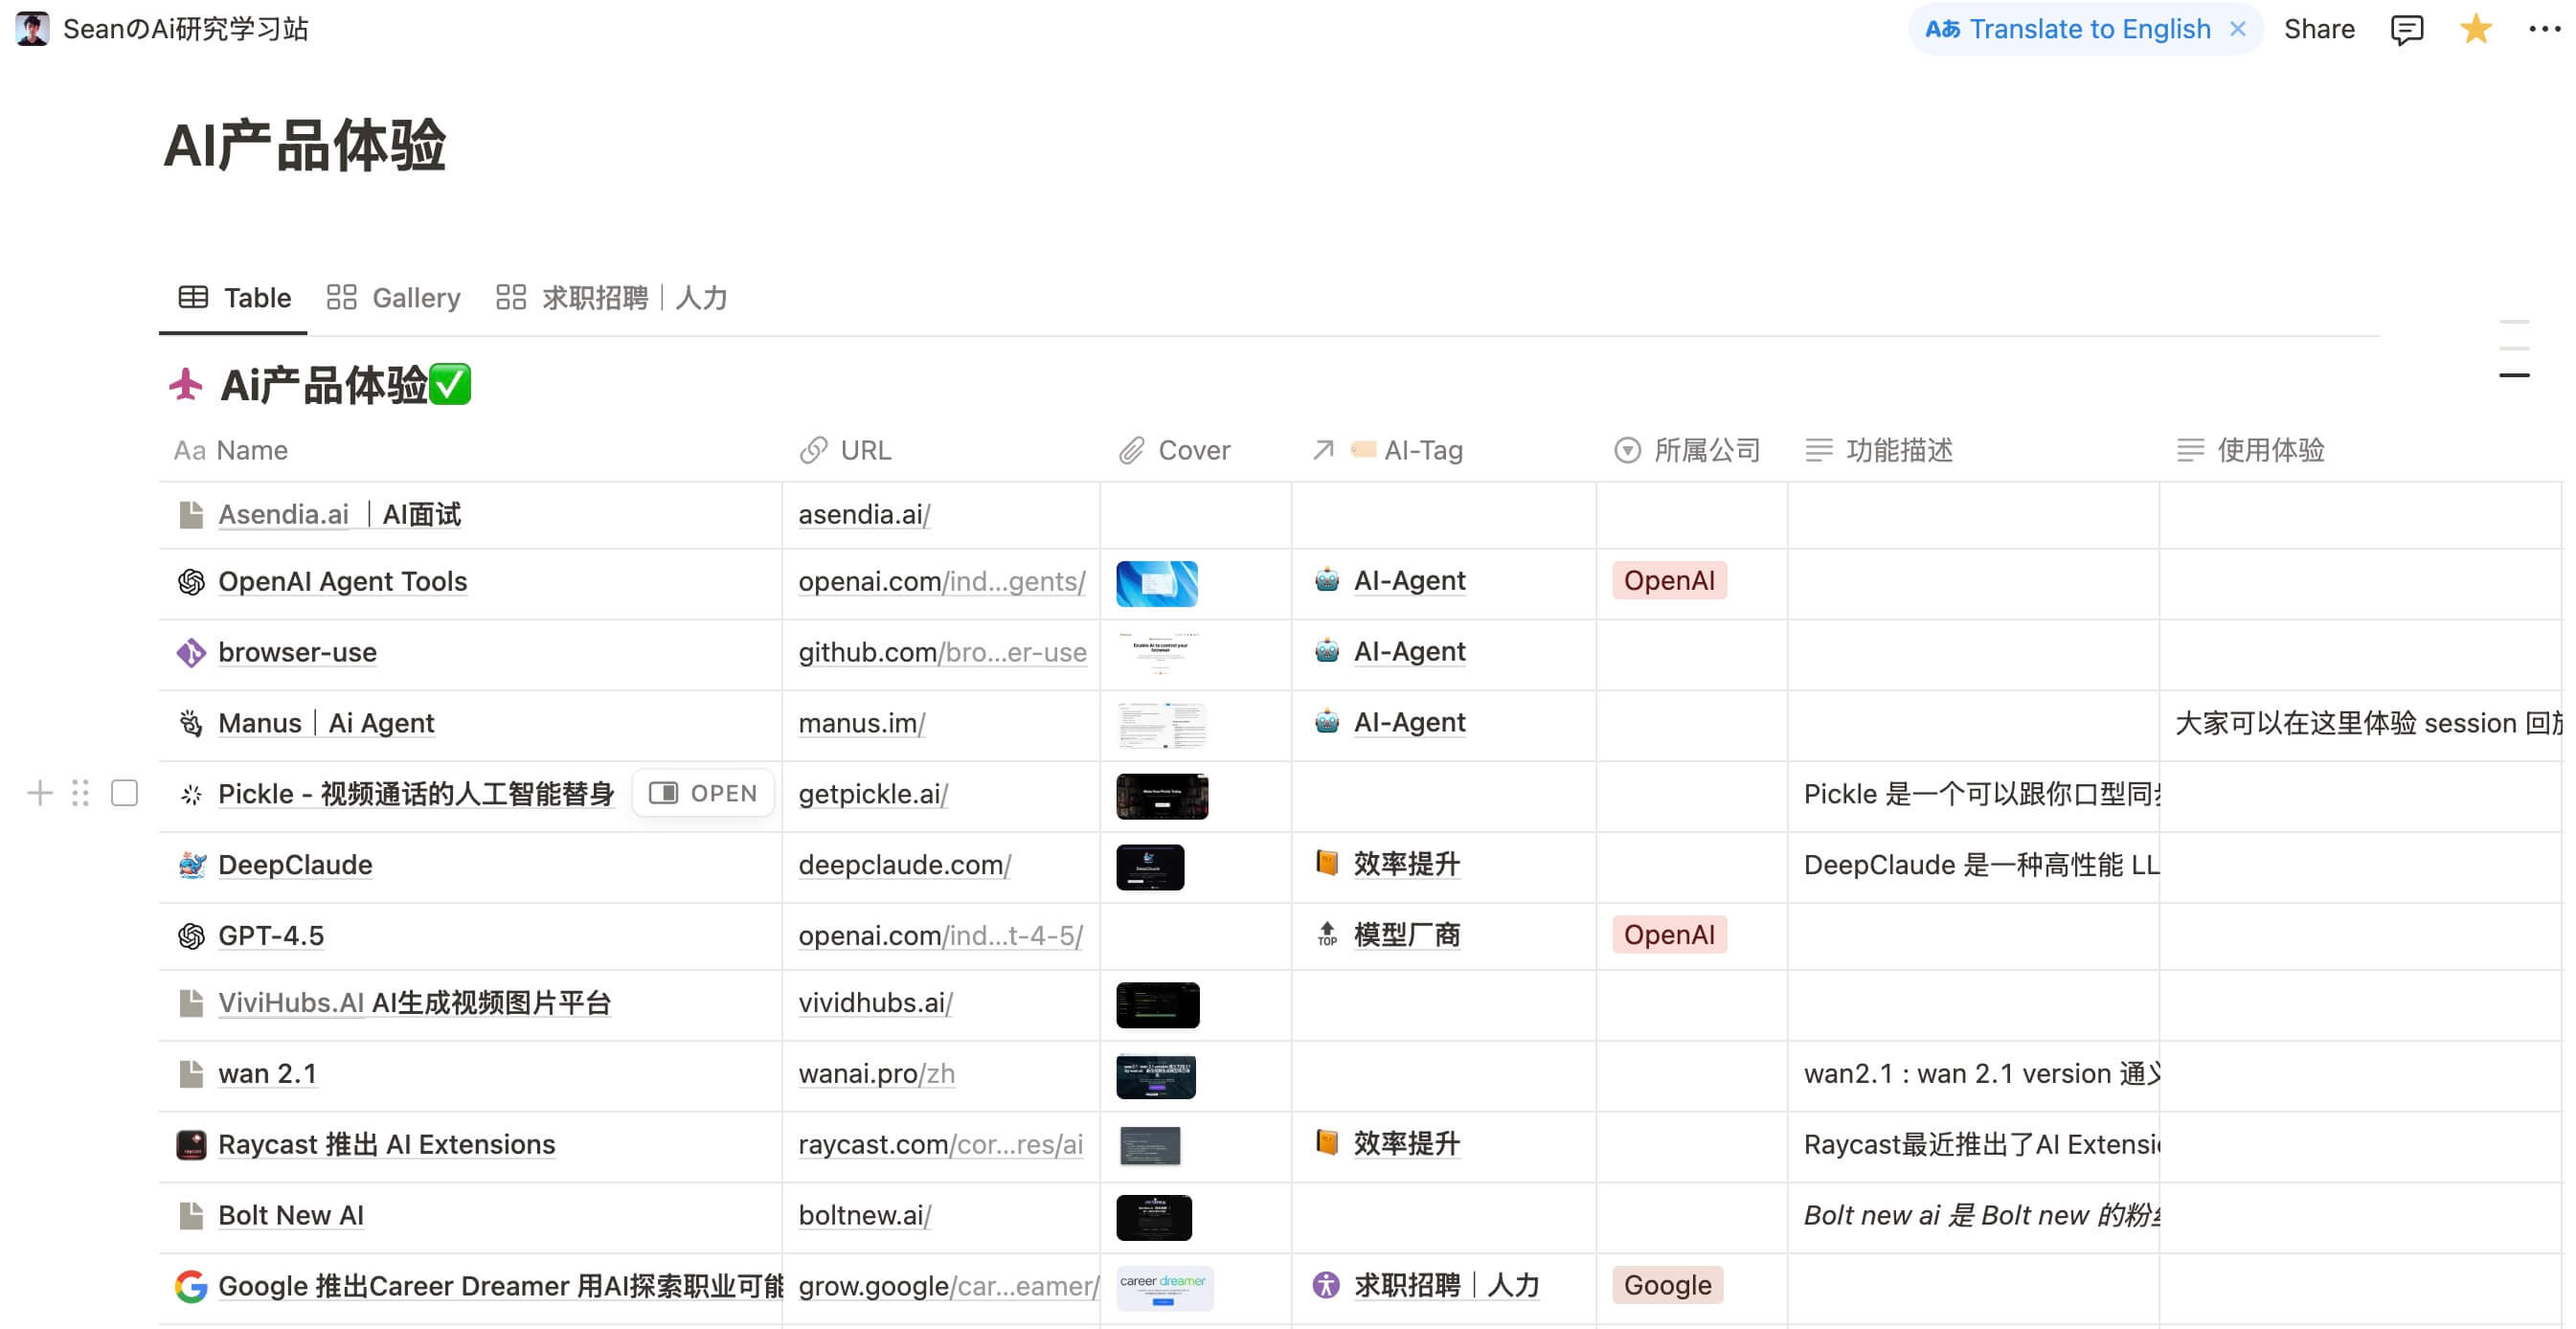 SeanのAi研究学习站
Aあ Translate to English × Share
AI产品体验
Table Gallery 求职招聘｜人力
Ai产品体验✅
Aa Name URL Cover AI-Tag 所属公司 功能描述 使用体验
Asendia.ai ｜AI面试 asendia.ai/
OpenAI Agent Tools openai.com/ind...gents/ AI-Agent OpenAI
browser-use github.com/bro...er-use AI-Agent
Manus｜Ai Agent manus.im/ AI-Agent 大家可以在这里体验 session 回
Pickle - 视频通话的人工智能替身 OPEN getpickle.ai/ Pickle 是一个可以跟你口型同
DeepClaude deepclaude.com/ 效率提升 DeepClaude 是一种高性能 LL
GPT-4.5 openai.com/ind...t-4-5/ TOP 模型厂商 OpenAI
ViviHubs.AI AI生成视频图片平台 vividhubs.ai/
wan 2.1 wanai.pro/zh wan2.1 : wan 2.1 version 通
Raycast 推出 AI Extensions raycast.com/cor...res/ai 效率提升 Raycast最近推出了AI Extensi
Bolt New AI boltnew.ai/ Bolt new ai 是 Bolt new 的粉
Google 推出Career Dreamer 用AI探索职业可能 grow.google/car...eamer/ career dreamer 求职招聘｜人力 Google